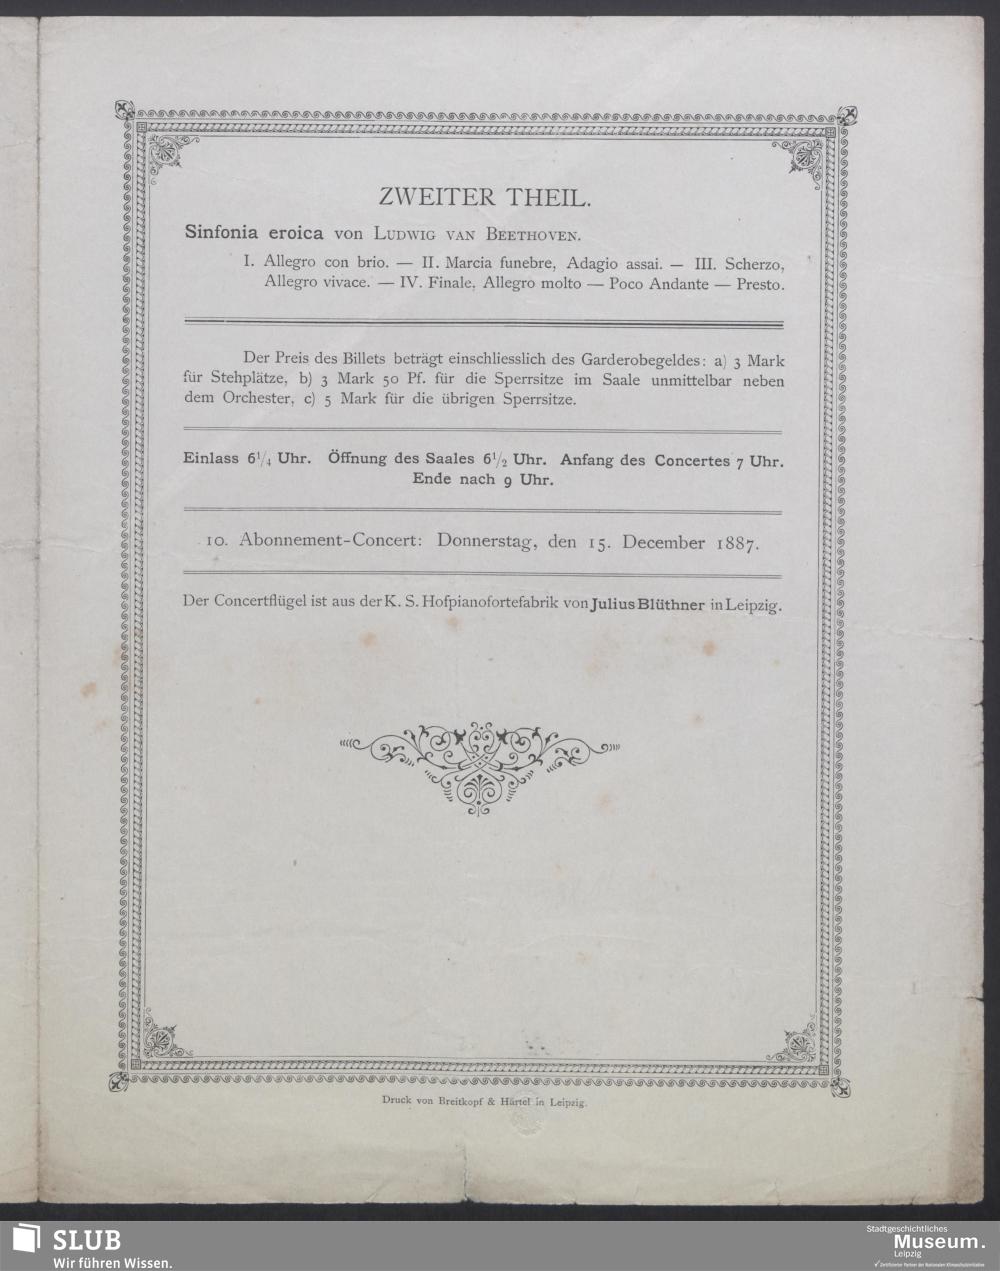 ZWEITER THEIL.
Sinfonia eroica von LUDWIG VAN BEETHOVEN.
I. Allegro con brio. — II. Marcia funebre, Adagio assai. — III. Scherzo,
Allegro vivace. — IV. Finale, Allegro molto — Poco Andante — Presto.
Der Preis des Billets beträgt einschliesslich des Garderobegeldes: a) 3 Mark
für Stehplätze, b) 3 Mark 50 Pf. für die Sperrsitze im Saale unmittelbar neben
dem Orchester, c) 5 Mark für die übrigen Sperrsitze.
Einlass 6¼ Uhr. Öffnung des Saales 6½ Uhr. Anfang des Concertes 7 Uhr.
Ende nach 9 Uhr.
10. Abonnement-Concert: Donnerstag, den 15. December 1887.
Der Concertflügel ist aus der K. S. Hofpianofortefabrik von Julius Blüthner in Leipzig.
Druck von Breitkopf & Härtel in Leipzig.
SLUB
Wir führen Wissen.
Stadtgeschichtliches
Museum.
Leipzig
Zertifizierter Partner der Nationalen Klimaschutzinitiative